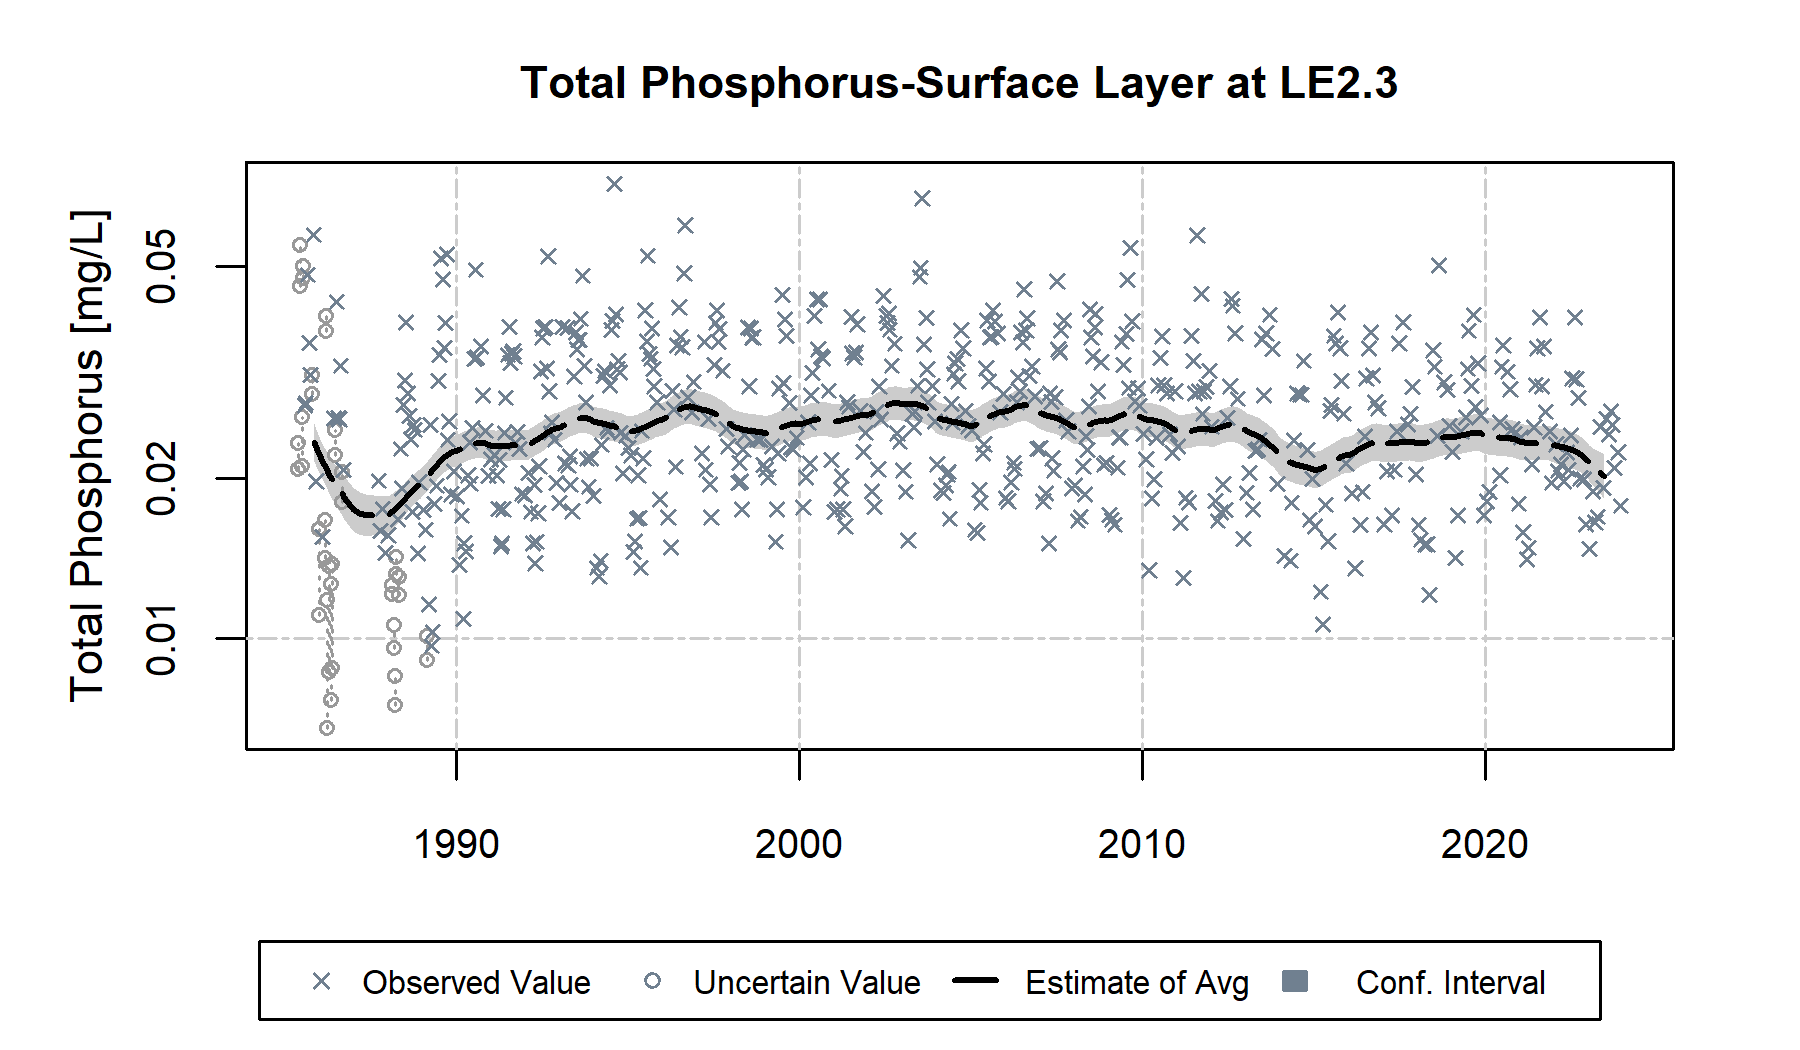 Total Phosphorus-Surface Layer at LE2.3
Total Phosphorus [mg/L]
0.05
0.02
0.01
1990 2000 2010 2020
Observed Value Uncertain Value Estimate of Avg Conf. Interval